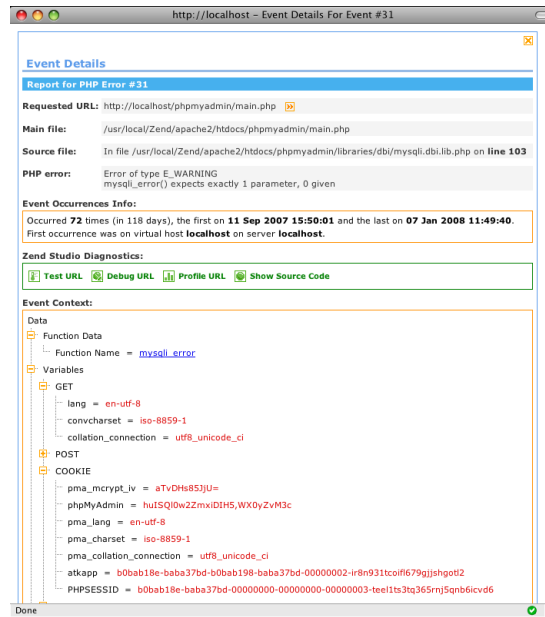 http://localhost – Event Details For Event #31
Event Details
Report for PHP Error #31
Requested URL: http://localhost/phpmyadmin/main.php
Main file: /usr/local/Zend/apache2/htdocs/phpmyadmin/main.php
Source file: In file /usr/local/Zend/apache2/htdocs/phpmyadmin/libraries/dbi/mysqli.dbi.lib.php on line 103
PHP error: Error of type E_WARNING
mysqli_error() expects exactly 1 parameter, 0 given
Event Occurrences Info:
Occurred 72 times (in 118 days), the first on 11 Sep 2007 15:50:01 and the last on 07 Jan 2008 11:49:40.
First occurrence was on virtual host localhost on server localhost.
Zend Studio Diagnostics:
Test URL Debug URL Profile URL Show Source Code
Event Context:
Data
Function Data
Function Name = mysqli_error
Variables
GET
lang = en-utf-8
convcharset = iso-8859-1
collation_connection = utf8_unicode_ci
POST
COOKIE
pma_mcrypt_iv = aTvDHs85JjU=
phpMyAdmin = huISQl0w2ZmxiDIH5,WX0yZvM3c
pma_lang = en-utf-8
pma_charset = iso-8859-1
pma_collation_connection = utf8_unicode_ci
atkapp = b0bab18e-baba37bd-b0bab198-baba37bd-00000002-ir8n931tcoifl679gjjshgotl2
PHPSESSID = b0bab18e-baba37bd-00000000-00000000-00000003-teel1ts3tq365rnj5qnb6icvd6
Done